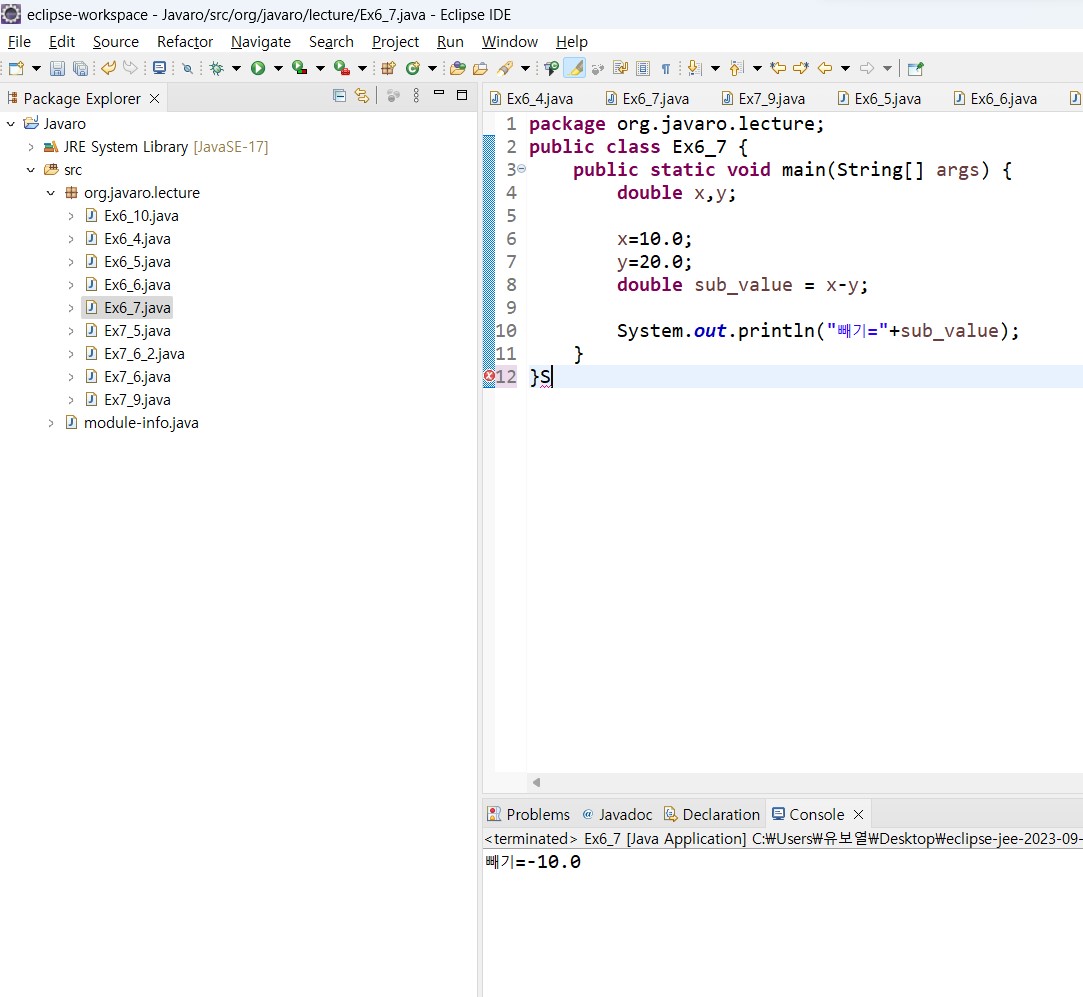 eclipse-workspace - Javaro/src/org/javaro/lecture/Ex6_7.java - Eclipse IDE
File Edit Source Refactor Navigate Search Project Run Window Help
Package Explorer
Javaro
JRE System Library [JavaSE-17]
src
org.javaro.lecture
Ex6_10.java
Ex6_4.java
Ex6_5.java
Ex6_6.java
Ex6_7.java
Ex7_5.java
Ex7_6_2.java
Ex7_6.java
Ex7_9.java
module-info.java
Ex6_4.java Ex6_7.java Ex7_9.java Ex6_5.java Ex6_6.java
1 package org.javaro.lecture;
2 public class Ex6_7 {
3 public static void main(String[] args) {
4 double x,y;
5
6 x=10.0;
7 y=20.0;
8 double sub_value = x-y;
9
10 System.out.println("빼기="+sub_value);
11 }
12 }S
Problems Javadoc Declaration Console
<terminated> Ex6_7 [Java Application] C:₩Users₩유보열₩Desktop₩eclipse-jee-2023-09-
빼기=-10.0